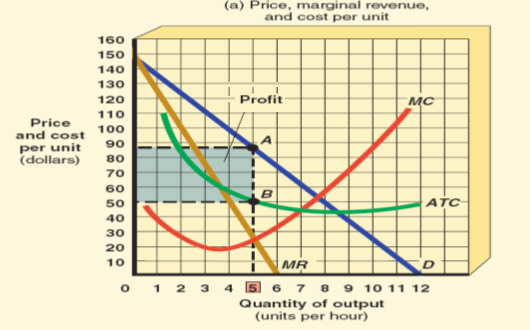 (a) Price, marginal revenue,
and cost per unit
160
150
140
130
120
110
100
90
80
70
60
50
40
30
20
10
Price
and cost
per unit
(dollars)
Profit
MC
A
B
ATC
MR
D
0 1 2 3 4 5 6 7 8 9 10 11 12
Quantity of output
(units per hour)